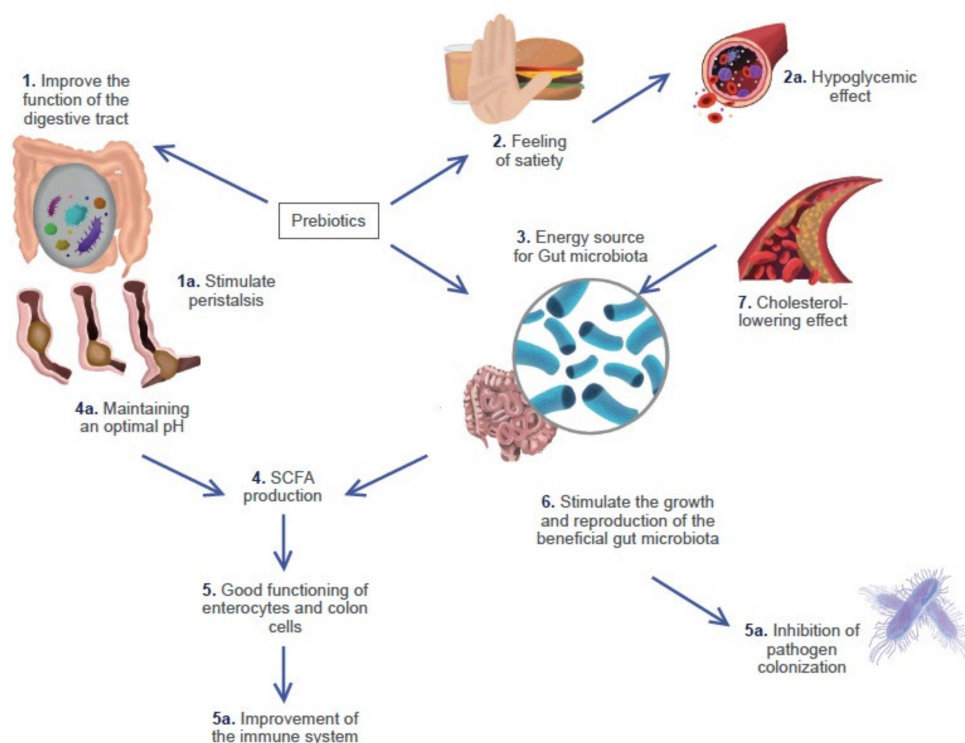 1. Improve the
function of the
digestive tract
2. Feeling
of satiety
2a. Hypoglycemic
effect
Prebiotics
1a. Stimulate
peristalsis
3. Energy source
for Gut microbiota
7. Cholesterol-
lowering effect
4a. Maintaining
an optimal pH
4. SCFA
production
6. Stimulate the growth
and reproduction of the
beneficial gut microbiota
5. Good functioning of
enterocytes and colon
cells
5a. Inhibition of
pathogen
colonization
5a. Improvement of
the immune system